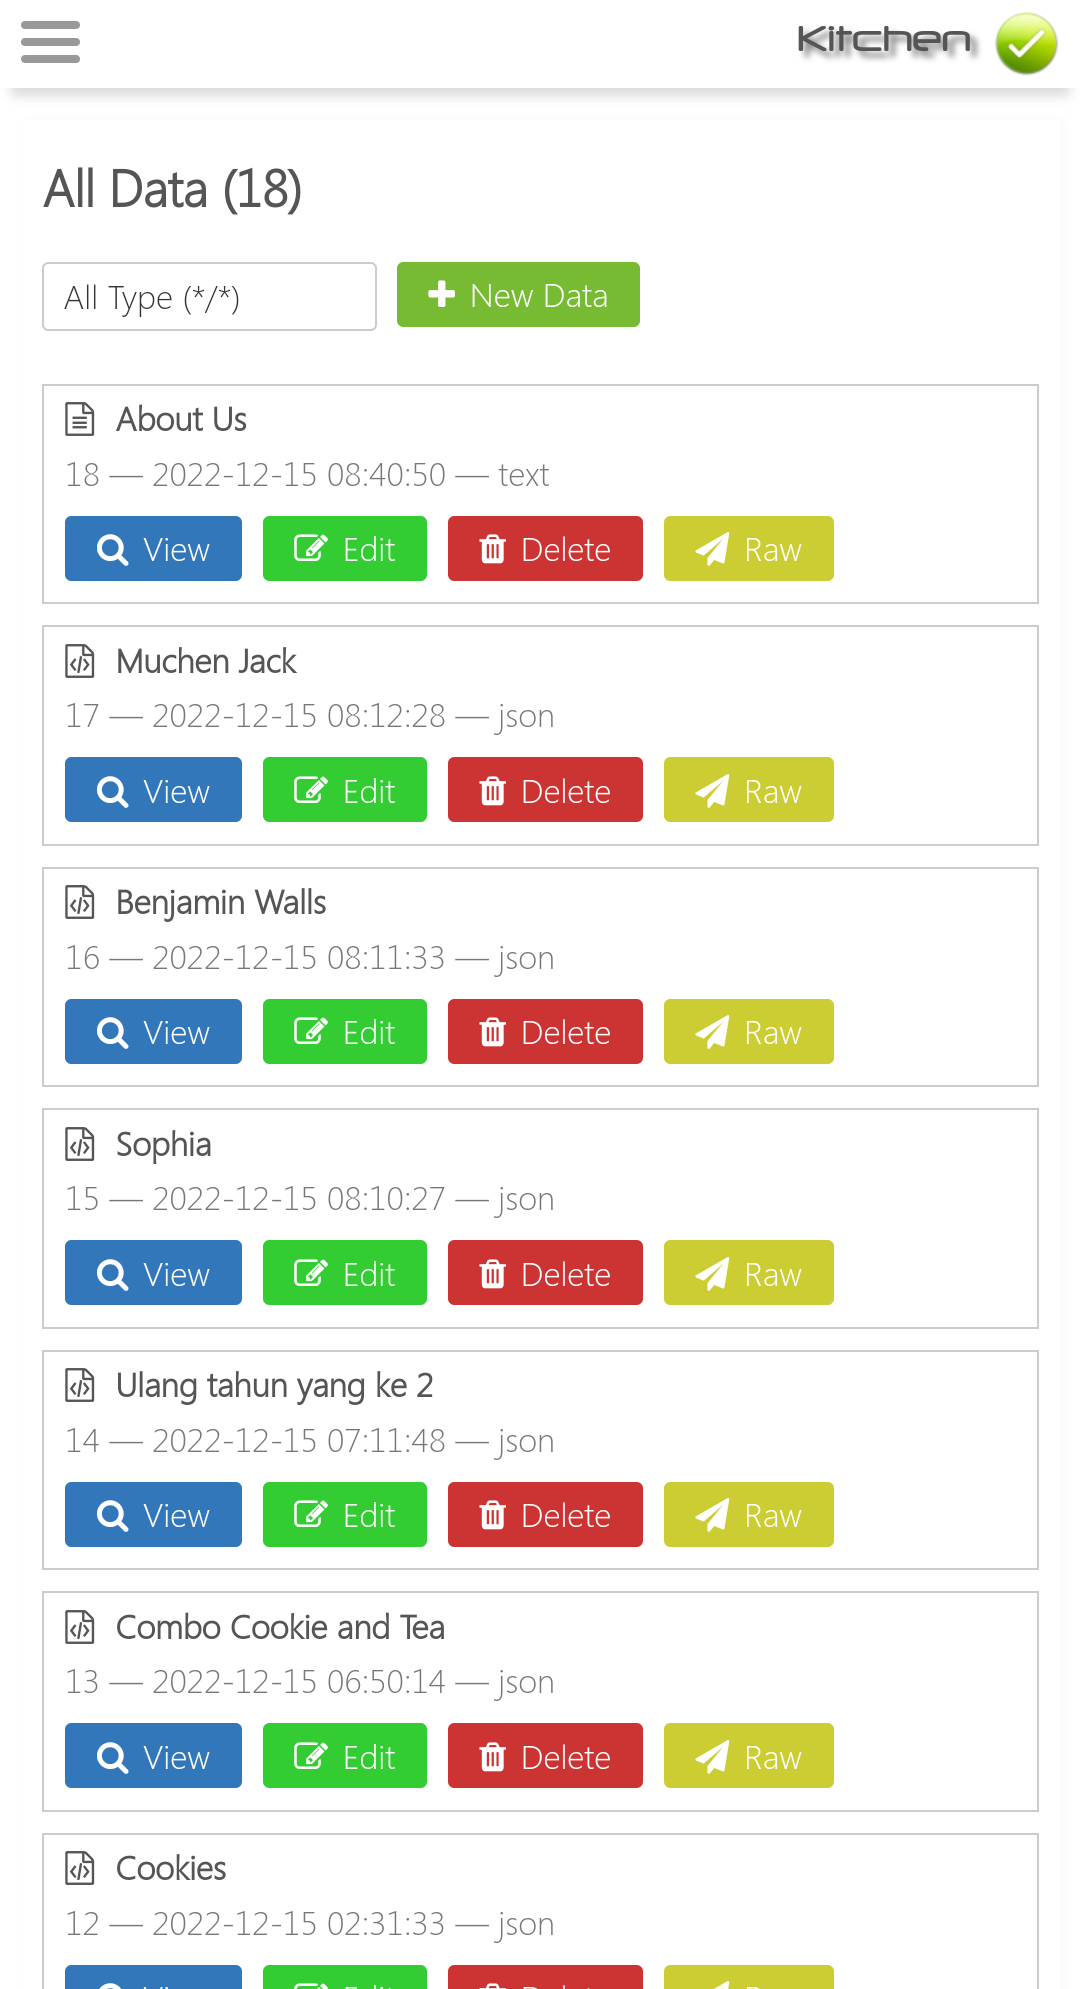 Kitchen
All Data (18)
All Type (*/*)
New Data
About Us
18 — 2022-12-15 08:40:50 — text
View Edit Delete Raw
Muchen Jack
17 — 2022-12-15 08:12:28 — json
View Edit Delete Raw
Benjamin Walls
16 — 2022-12-15 08:11:33 — json
View Edit Delete Raw
Sophia
15 — 2022-12-15 08:10:27 — json
View Edit Delete Raw
Ulang tahun yang ke 2
14 — 2022-12-15 07:11:48 — json
View Edit Delete Raw
Combo Cookie and Tea
13 — 2022-12-15 06:50:14 — json
View Edit Delete Raw
Cookies
12 — 2022-12-15 02:31:33 — json